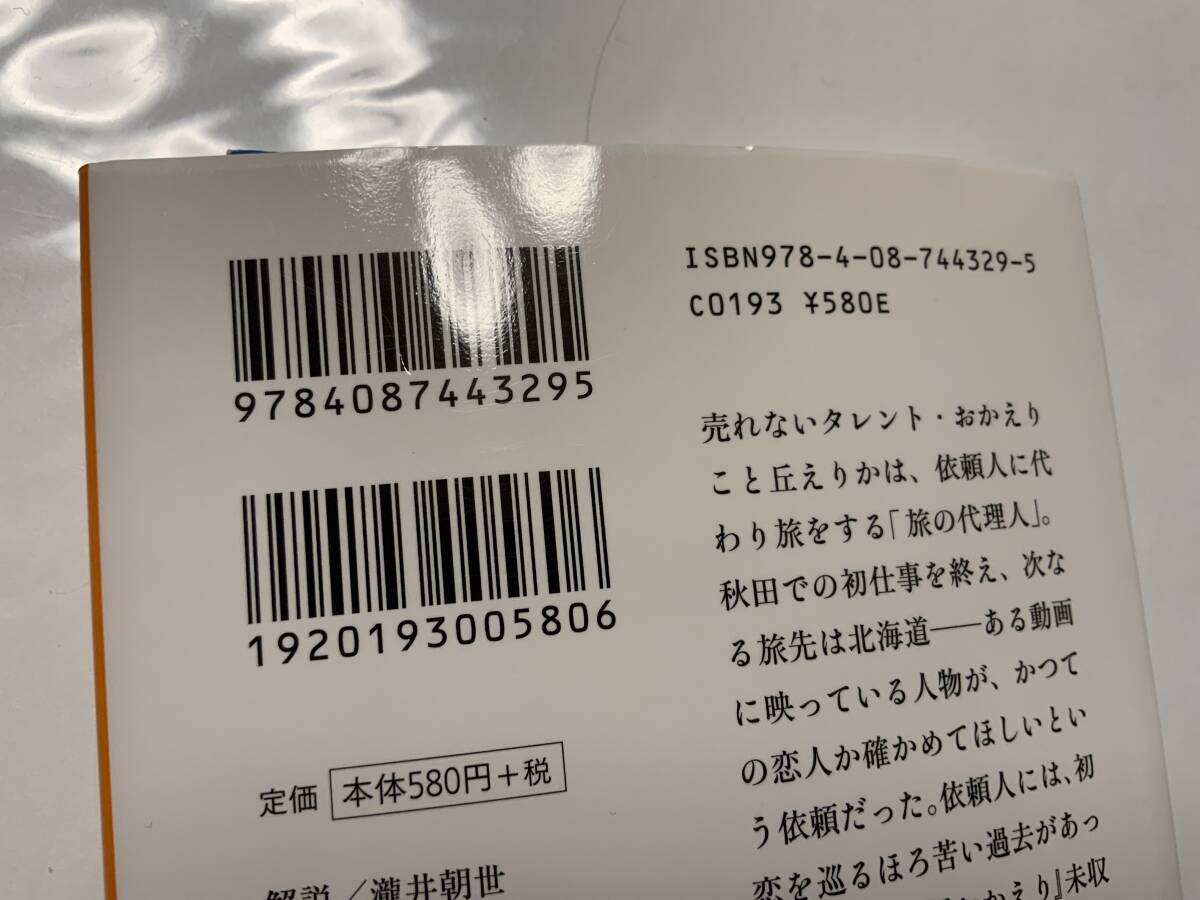 9784087443295
1920193005806
定価 本体580円+税
解説/瀧井朝世
ISBN978-4-08-744329-5
C0193 ¥580E
売れないタレント・おかえり
こと丘えりかは、依頼人に代
わり旅をする「旅の代理人」。
秋田での初仕事を終え、次な
る旅先は北海道――ある動画
に映っている人物が、かつて
の恋人か確かめてほしいとい
う依頼だった。依頼人には、初
恋を巡るほろ苦い過去があっ
おかえり』未収